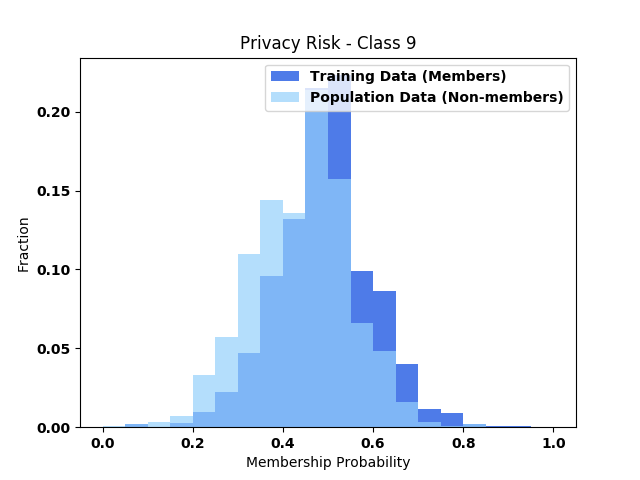 Privacy Risk - Class 9
Training Data (Members)
Population Data (Non-members)
0.20
0.15
0.10
0.05
0.00
Fraction
0.0 0.2 0.4 0.6 0.8 1.0
Membership Probability